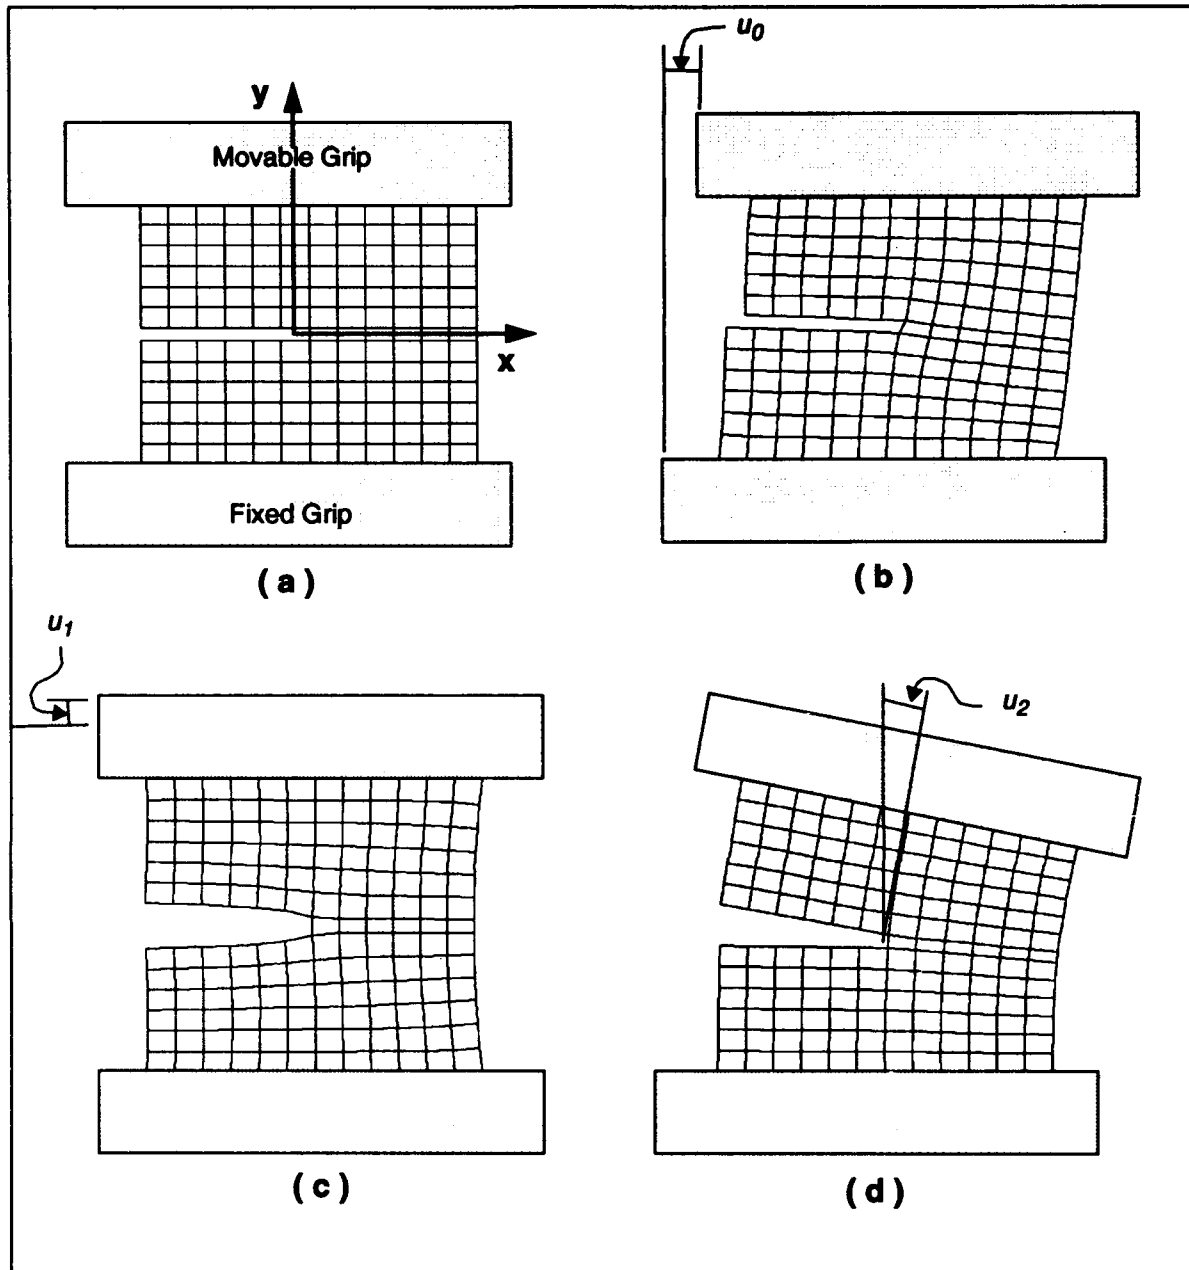 u0
y
Movable Grip
x
Fixed Grip
( a )
( b )
u1
u2
( c )
( d )